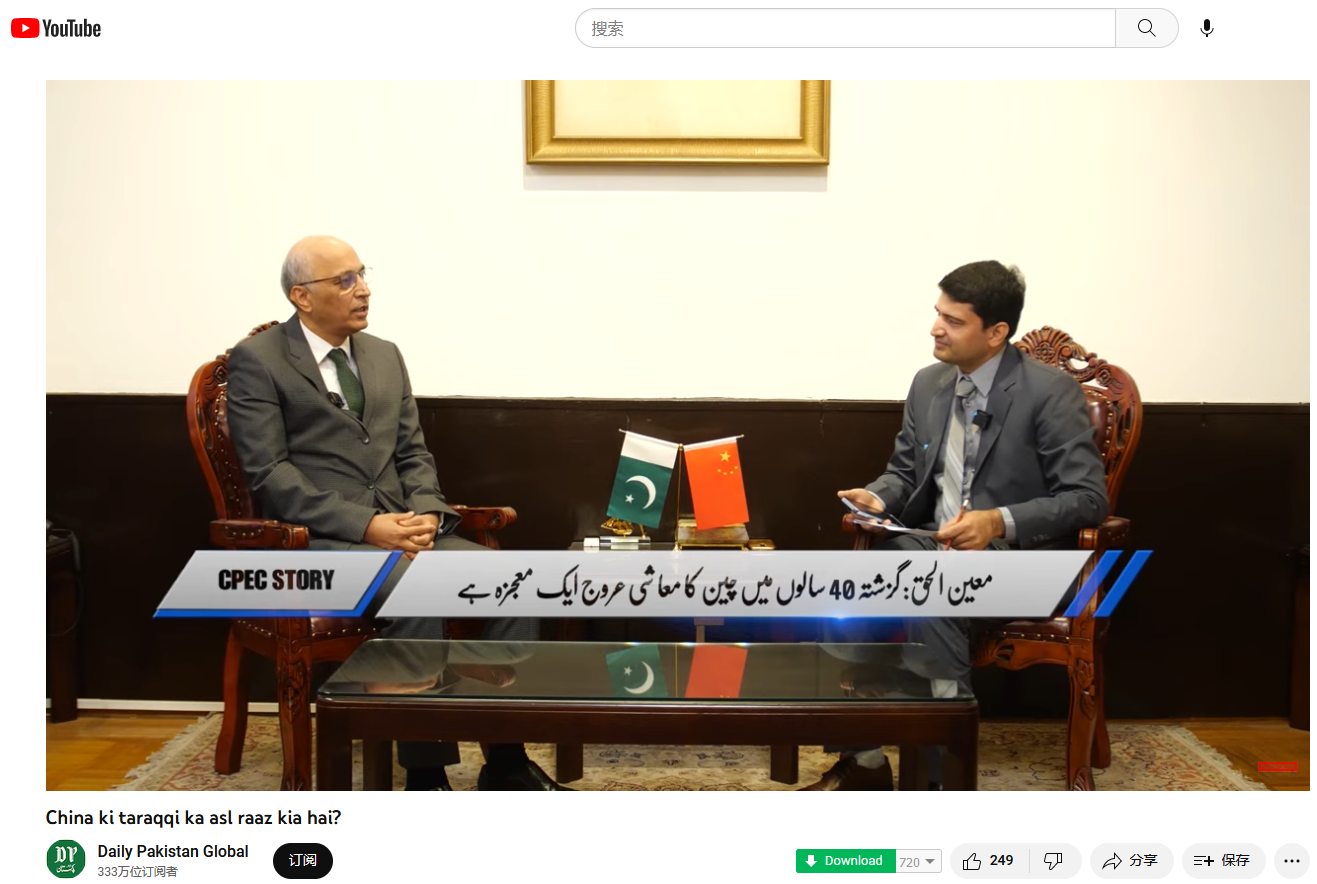 YouTube
搜索
CPEC STORY
معین الحق: گزشتہ 40 سالوں میں چین کا معاشی عروج ایک معجزہ ہے
China ki taraqqi ka asl raaz kia hai?
Daily Pakistan Global
333万位订阅者
订阅
Download
720
249
分享
保存